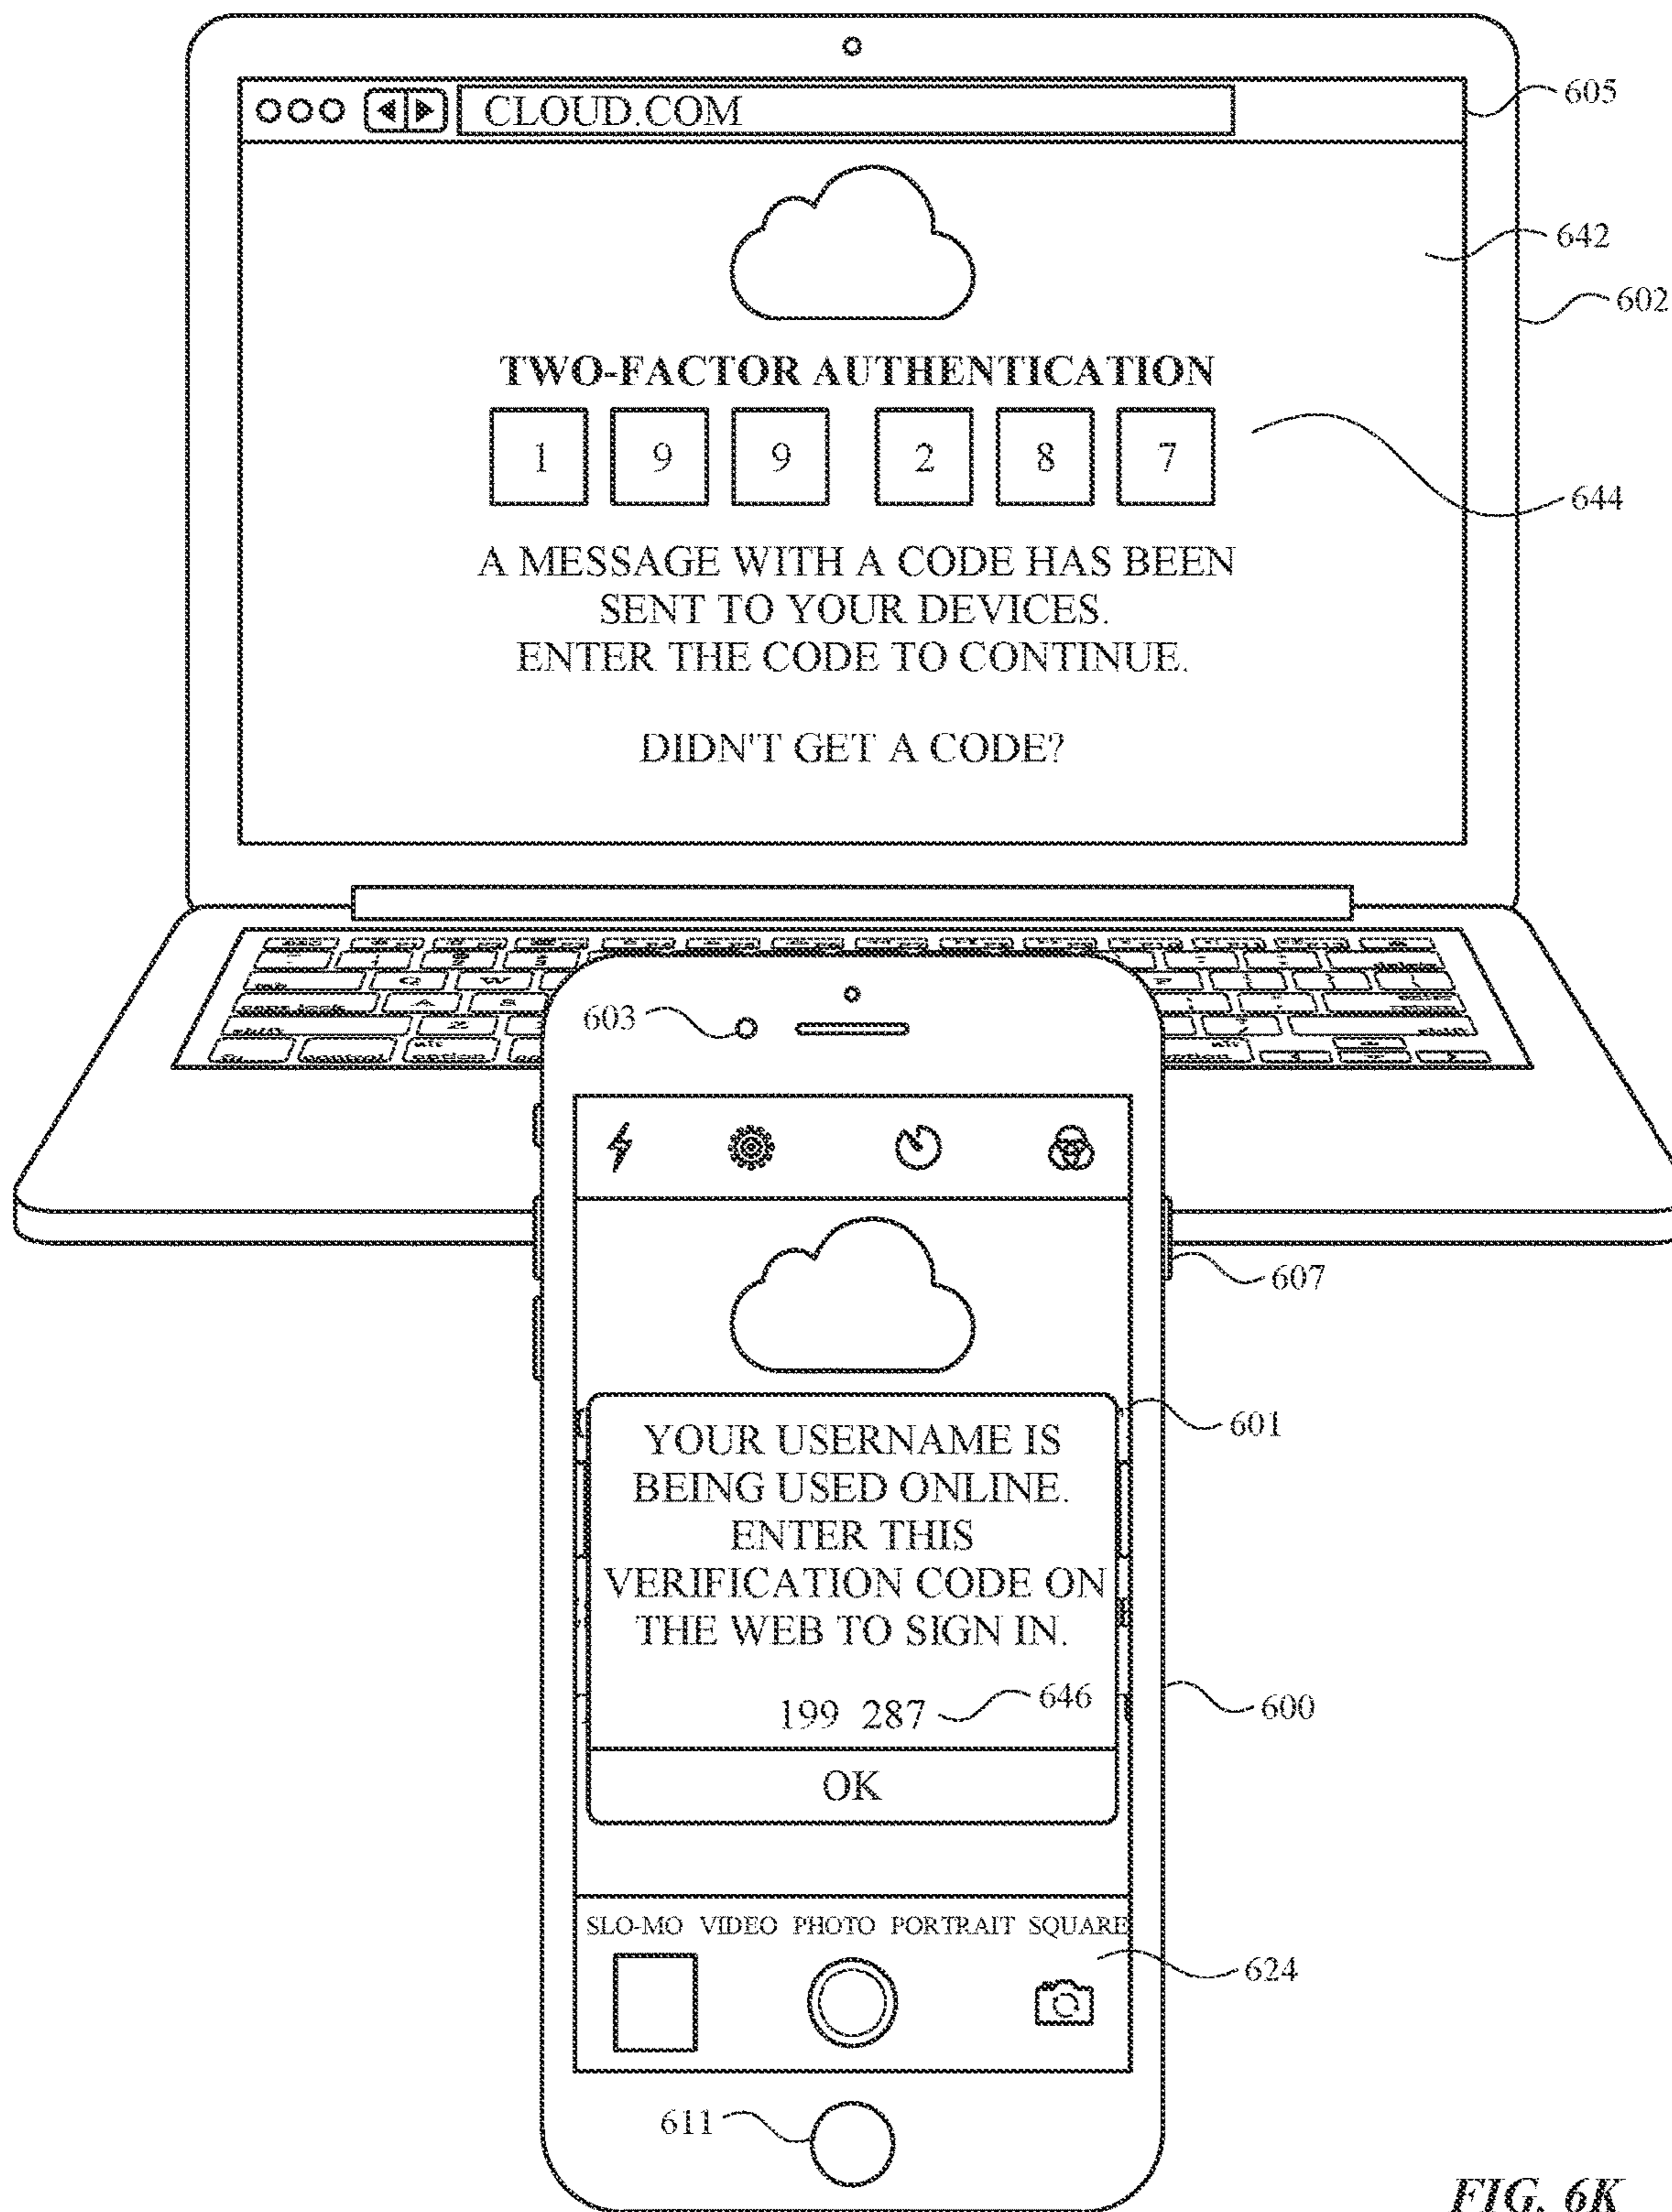 CLOUD.COM
605
642
602
TWO-FACTOR AUTHENTICATION
1 9 9 2 8 7
644
A MESSAGE WITH A CODE HAS BEEN
SENT TO YOUR DEVICES.
ENTER THE CODE TO CONTINUE.
DIDN'T GET A CODE?
603
607
601
YOUR USERNAME IS
BEING USED ONLINE.
ENTER THIS
VERIFICATION CODE ON
THE WEB TO SIGN IN.
199 287
646
600
OK
SLO-MO VIDEO PHOTO PORTRAIT SQUARE
624
611
FIG. 6K